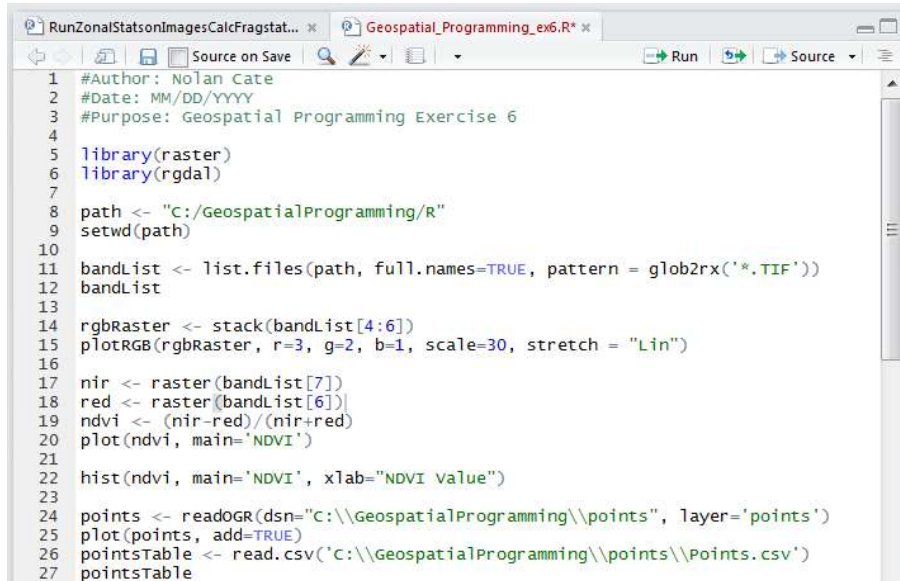 RunZonalStatsonImagesCalcFragstat... × Geospatial_Programming_ex6.R* ×
Source on Save Run Source
1 #Author: Nolan Cate
2 #Date: MM/DD/YYYY
3 #Purpose: Geospatial Programming Exercise 6
4
5 library(raster)
6 library(rgdal)
7
8 path <- "C:/GeospatialProgramming/R"
9 setwd(path)
10
11 bandList <- list.files(path, full.names=TRUE, pattern = glob2rx('*.TIF'))
12 bandList
13
14 rgbRaster <- stack(bandList[4:6])
15 plotRGB(rgbRaster, r=3, g=2, b=1, scale=30, stretch = "Lin")
16
17 nir <- raster(bandList[7])
18 red <- raster(bandList[6])
19 ndvi <- (nir-red)/(nir+red)
20 plot(ndvi, main='NDVI')
21
22 hist(ndvi, main='NDVI', xlab="NDVI Value")
23
24 points <- readOGR(dsn="C:\\GeospatialProgramming\\points", layer='points')
25 plot(points, add=TRUE)
26 pointsTable <- read.csv('C:\\GeospatialProgramming\\points\\Points.csv')
27 pointsTable